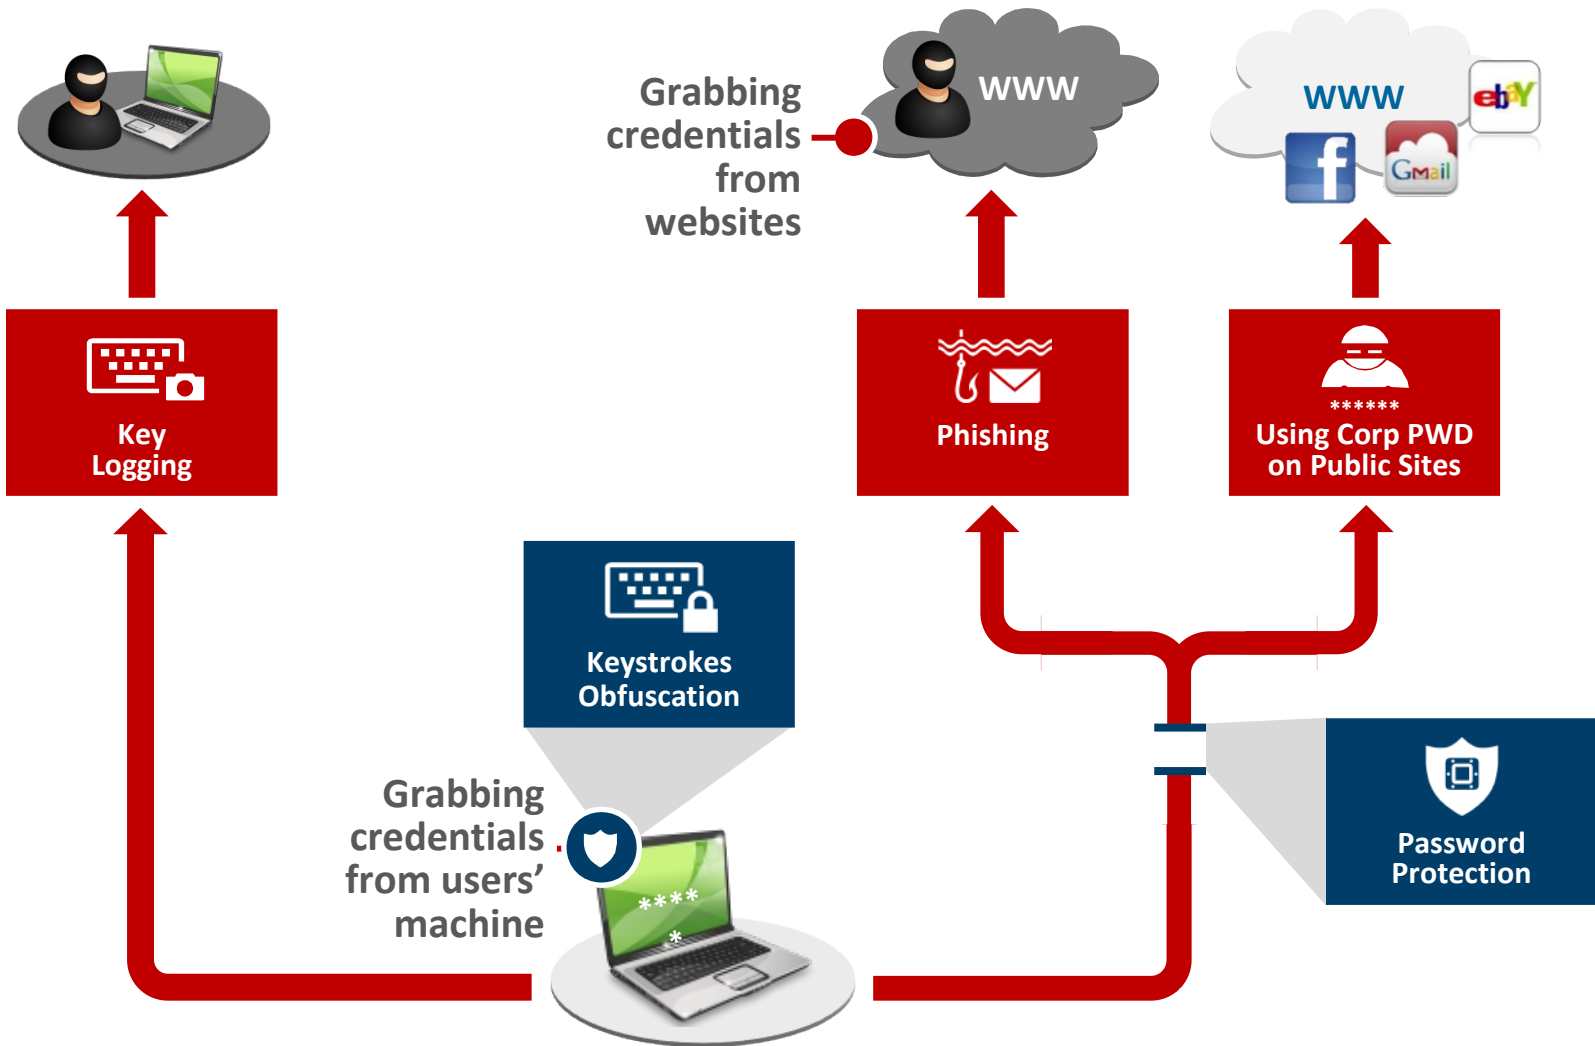 Grabbing
credentials
from
websites
WWW
WWW
ebaY
f
Gmail
Key
Logging
Phishing
******
Using Corp PWD
on Public Sites
Keystrokes
Obfuscation
Grabbing
credentials
from users’
machine
****
*
Password
Protection